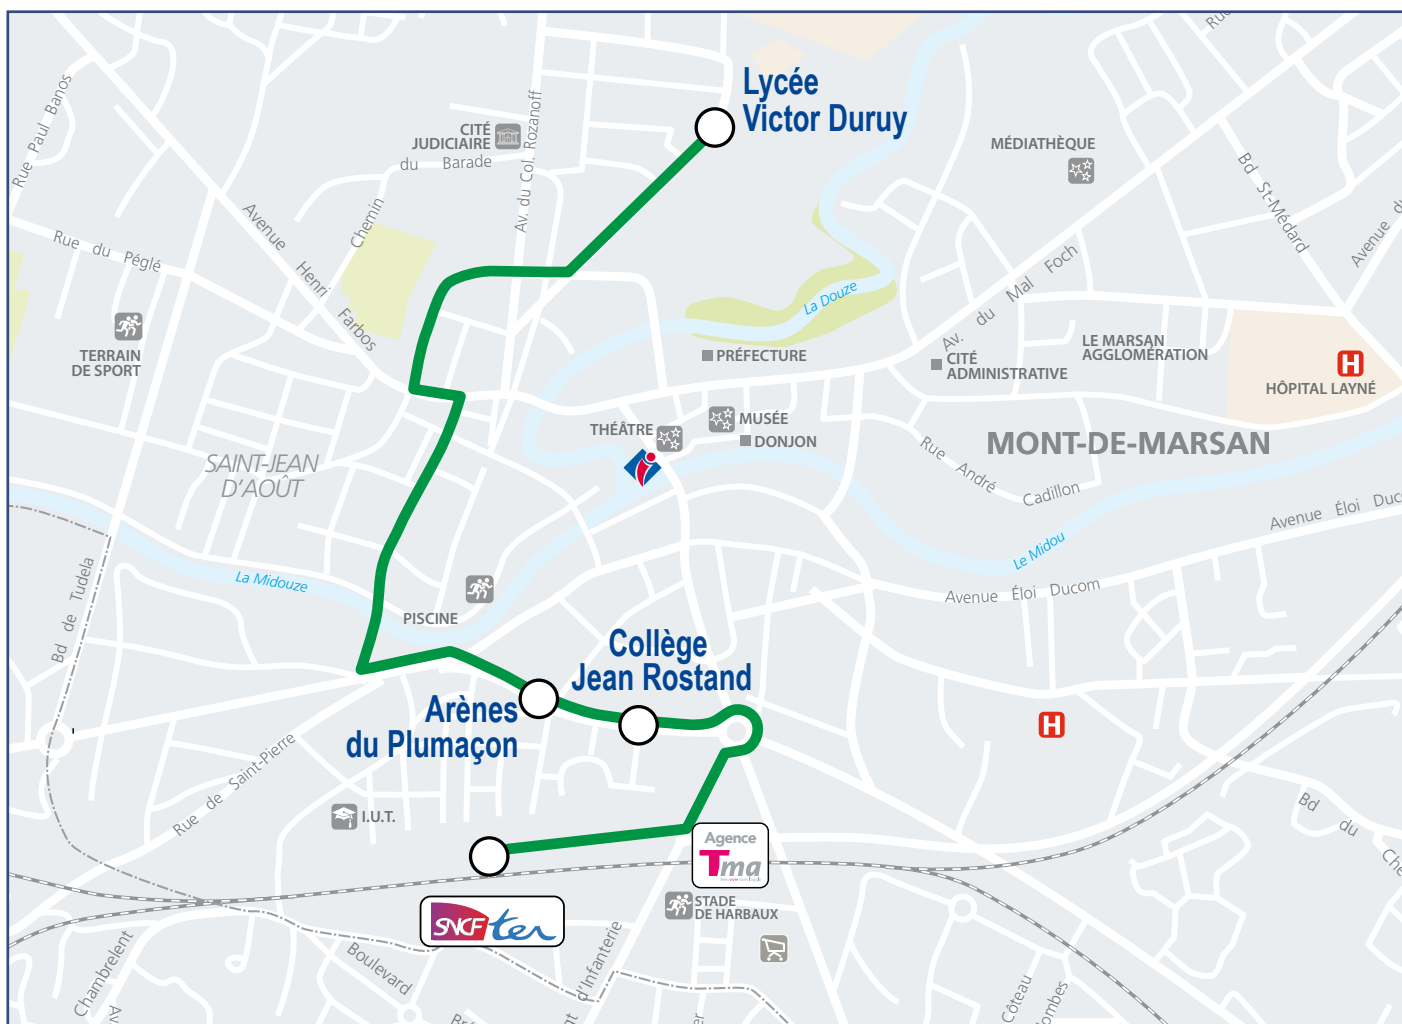 Lycée
Victor Duruy
CITÉ
JUDICIAIRE
du Barade
Chemin
Av. du Col. Rozanoff
Rue Paul Banos
Rue du Péglé
Avenue Henri Farbos
MÉDIATHÈQUE
Bd St-Médard
La Douze
Av. du Mal Foch
TERRAIN
DE SPORT
PRÉFECTURE
CITÉ
ADMINISTRATIVE
LE MARSAN
AGGLOMÉRATION
H
HÔPITAL LAYNÉ
THÉÂTRE
MUSÉE
DONJON
MONT-DE-MARSAN
Rue André Cadillon
SAINT-JEAN
D'AOÛT
La Midouze
Le Midou
Avenue Éloi Ducom
Avenue Éloi Duco
Bd de Tudela
PISCINE
Collège
Jean Rostand
Arènes
du Plumaçon
H
Rue de Saint-Pierre
I.U.T.
Agence
Tma
SNCF ter
STADE
DE HARBAUX
Bd du
Chambrelent
Boulevard
d'Infanterie
Côteau